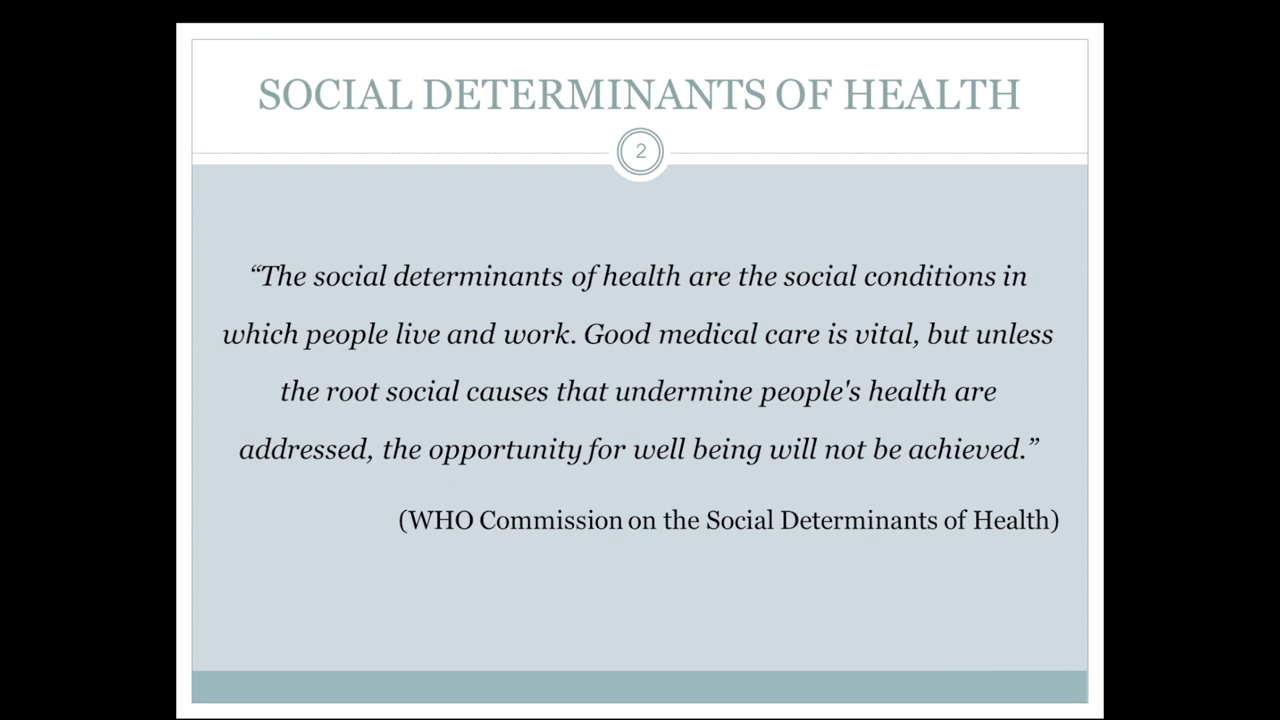 SOCIAL DETERMINANTS OF HEALTH
2
“The social determinants of health are the social conditions in
which people live and work. Good medical care is vital, but unless
the root social causes that undermine people's health are
addressed, the opportunity for well being will not be achieved.”
(WHO Commission on the Social Determinants of Health)